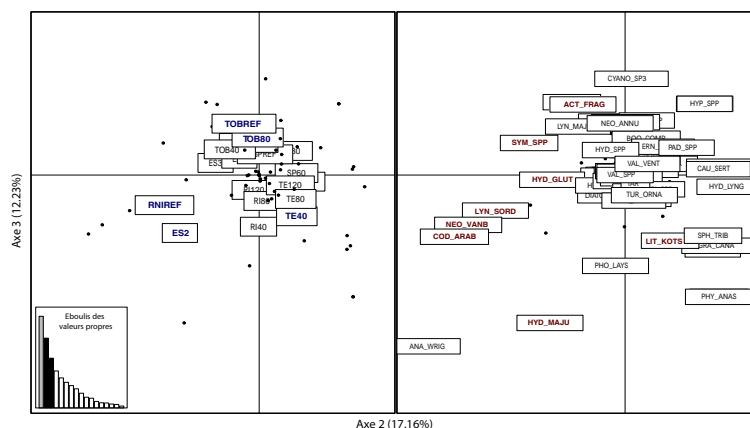 CYANO_SP3
ACT_FRAG
HYP_SPP
TOBREF
LYN_MAJ
NEO_ANNU
TOB80
SYM_SPP
TOB40
HYD_SPP
PAD_SPP
ES3
SP60
VAL_VENT
CAU_SERT
HYD_GLUT
VAL_SPP
TE120
HYD_LYNG
TUR_ORNA
RNIREF
RI80
TE80
LYN_SORD
TE40
NEO_VANB
ES2
RI40
COD_ARAB
LIT_KOTS
SPH_TRIB
GRA_CANA
PHO_LAYS
PHY_ANAS
HYD_MAJU
ANA_WRIG
Axe 3 (12.23%)
Eboulis des
valeurs propres
Axe 2 (17.16%)